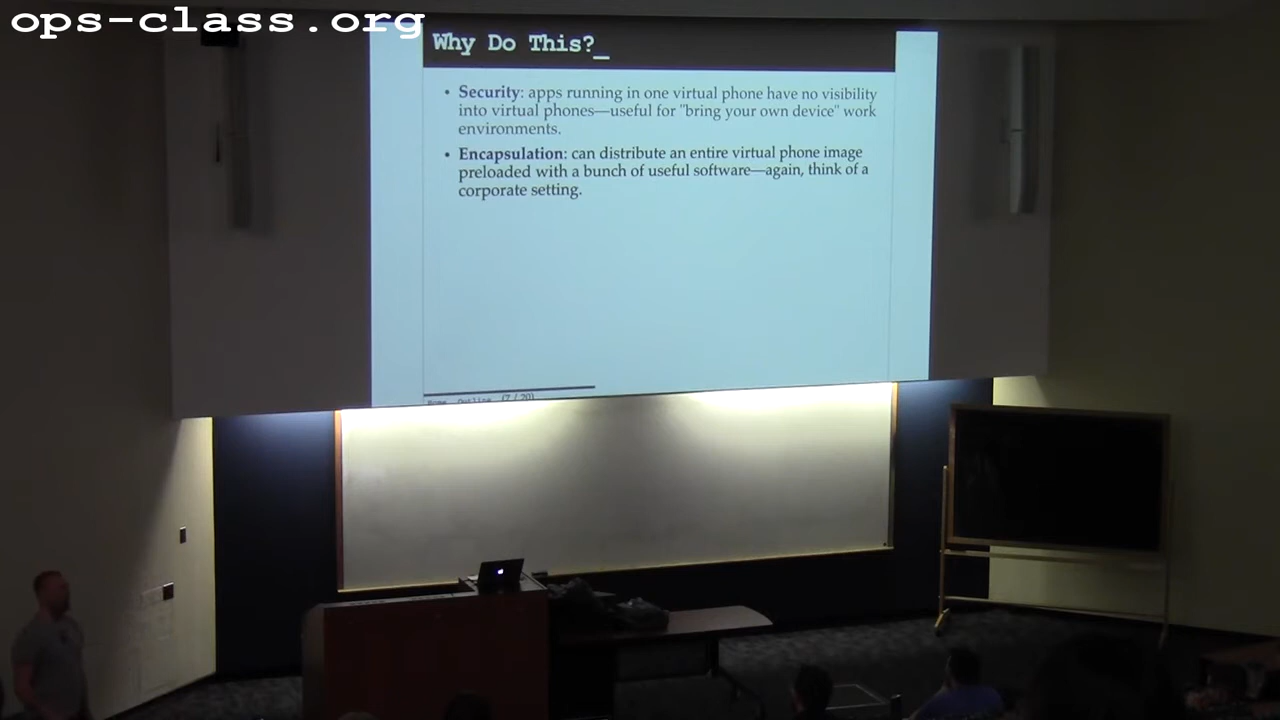 ops-class.org
Why Do This?_
• Security: apps running in one virtual phone have no visibility
into virtual phones—useful for "bring your own device" work
environments.
• Encapsulation: can distribute an entire virtual phone image
preloaded with a bunch of useful software—again, think of a
corporate setting.
(7 / 20)